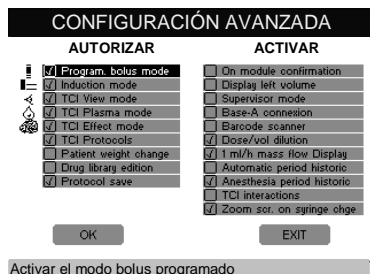 CONFIGURACIÓN AVANZADA
AUTORIZAR
Program. bolus mode
Induction mode
TCI View mode
TCI Plasma mode
TCI Effect mode
TCI Protocols
Patient weight change
Drug library edition
Protocol save
OK
ACTIVAR
On module confirmation
Display left volume
Supervisor mode
Base-A connexion
Barcode scanner
Dose/vol dilution
1 ml/h mass flow Display
Automatic period historic
Anesthesia period historic
TCI interactions
Zoom scr. on syringe chge
EXIT
Activar el modo bolus programado